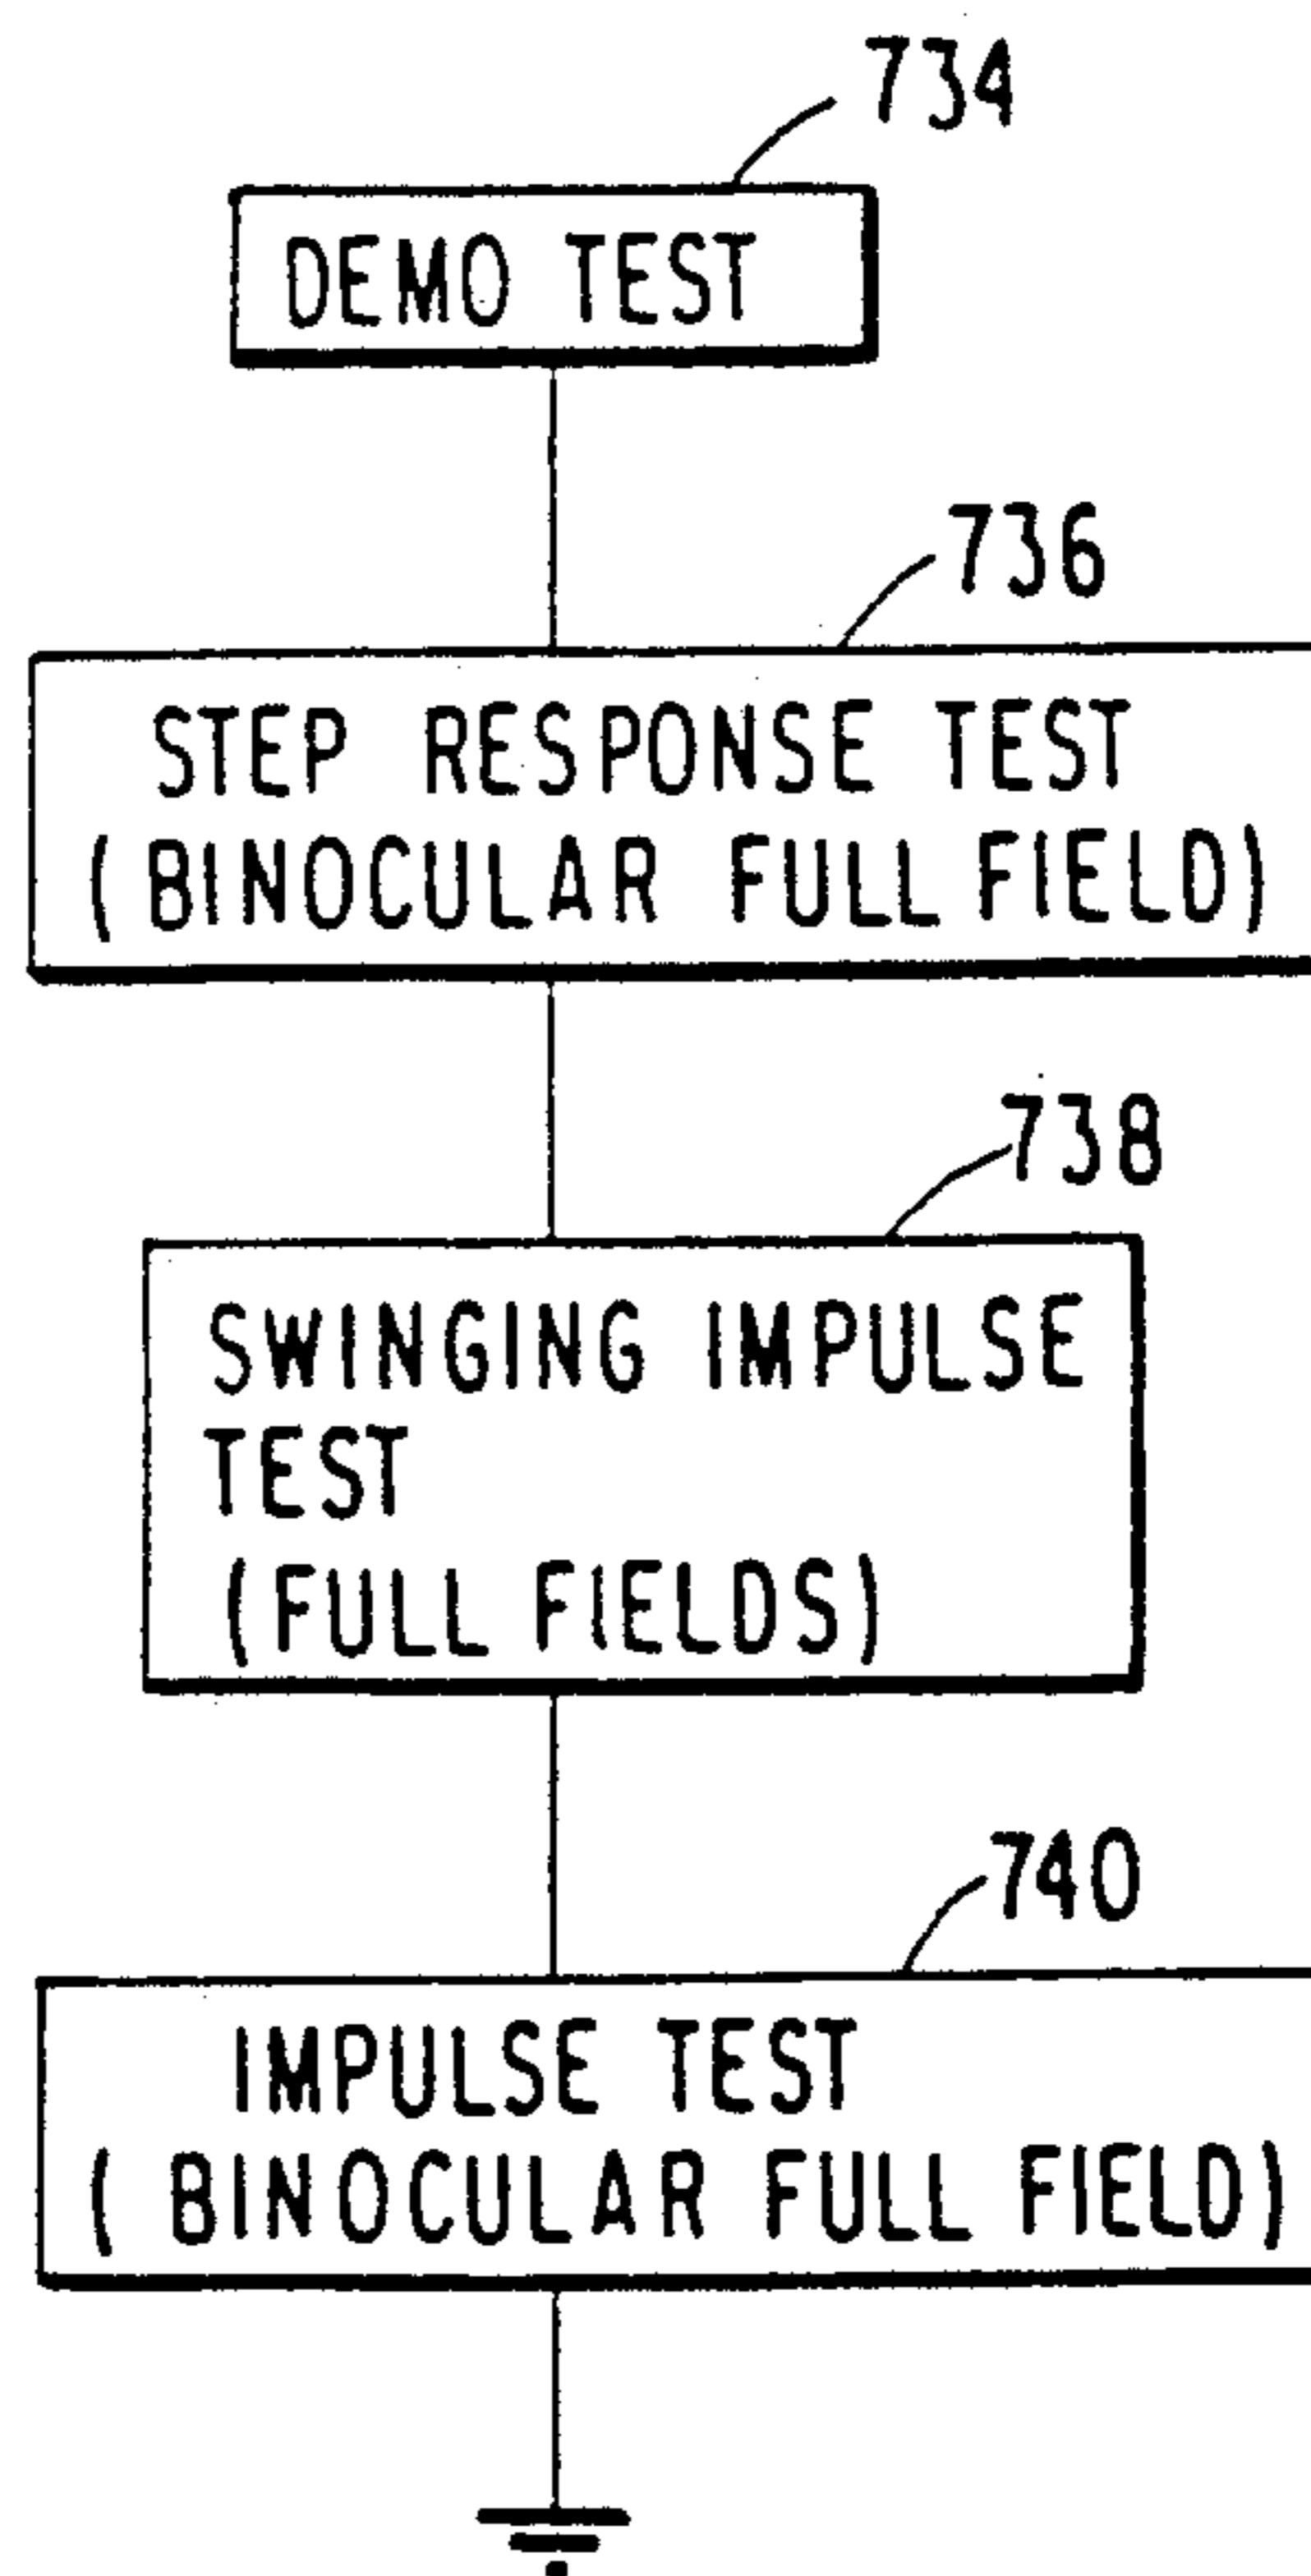 734
DEMO TEST
736
STEP RESPONSE TEST
(BINOCULAR FULL FIELD)
738
SWINGING IMPULSE
TEST
(FULL FIELDS)
740
IMPULSE TEST
(BINOCULAR FULL FIELD)